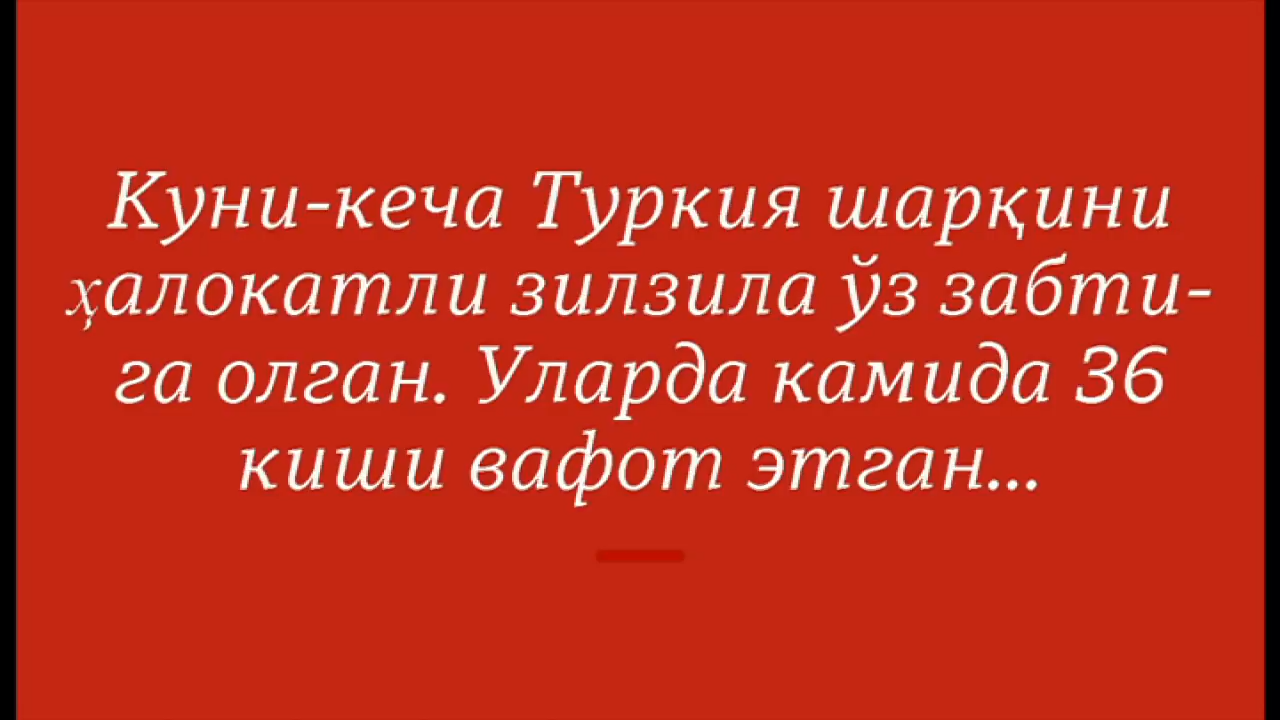 Куни-кеча Туркия шарқини
ҳалокатли зилзила ўз забти-
га олган. Уларда камида 36
киши вафот этган...